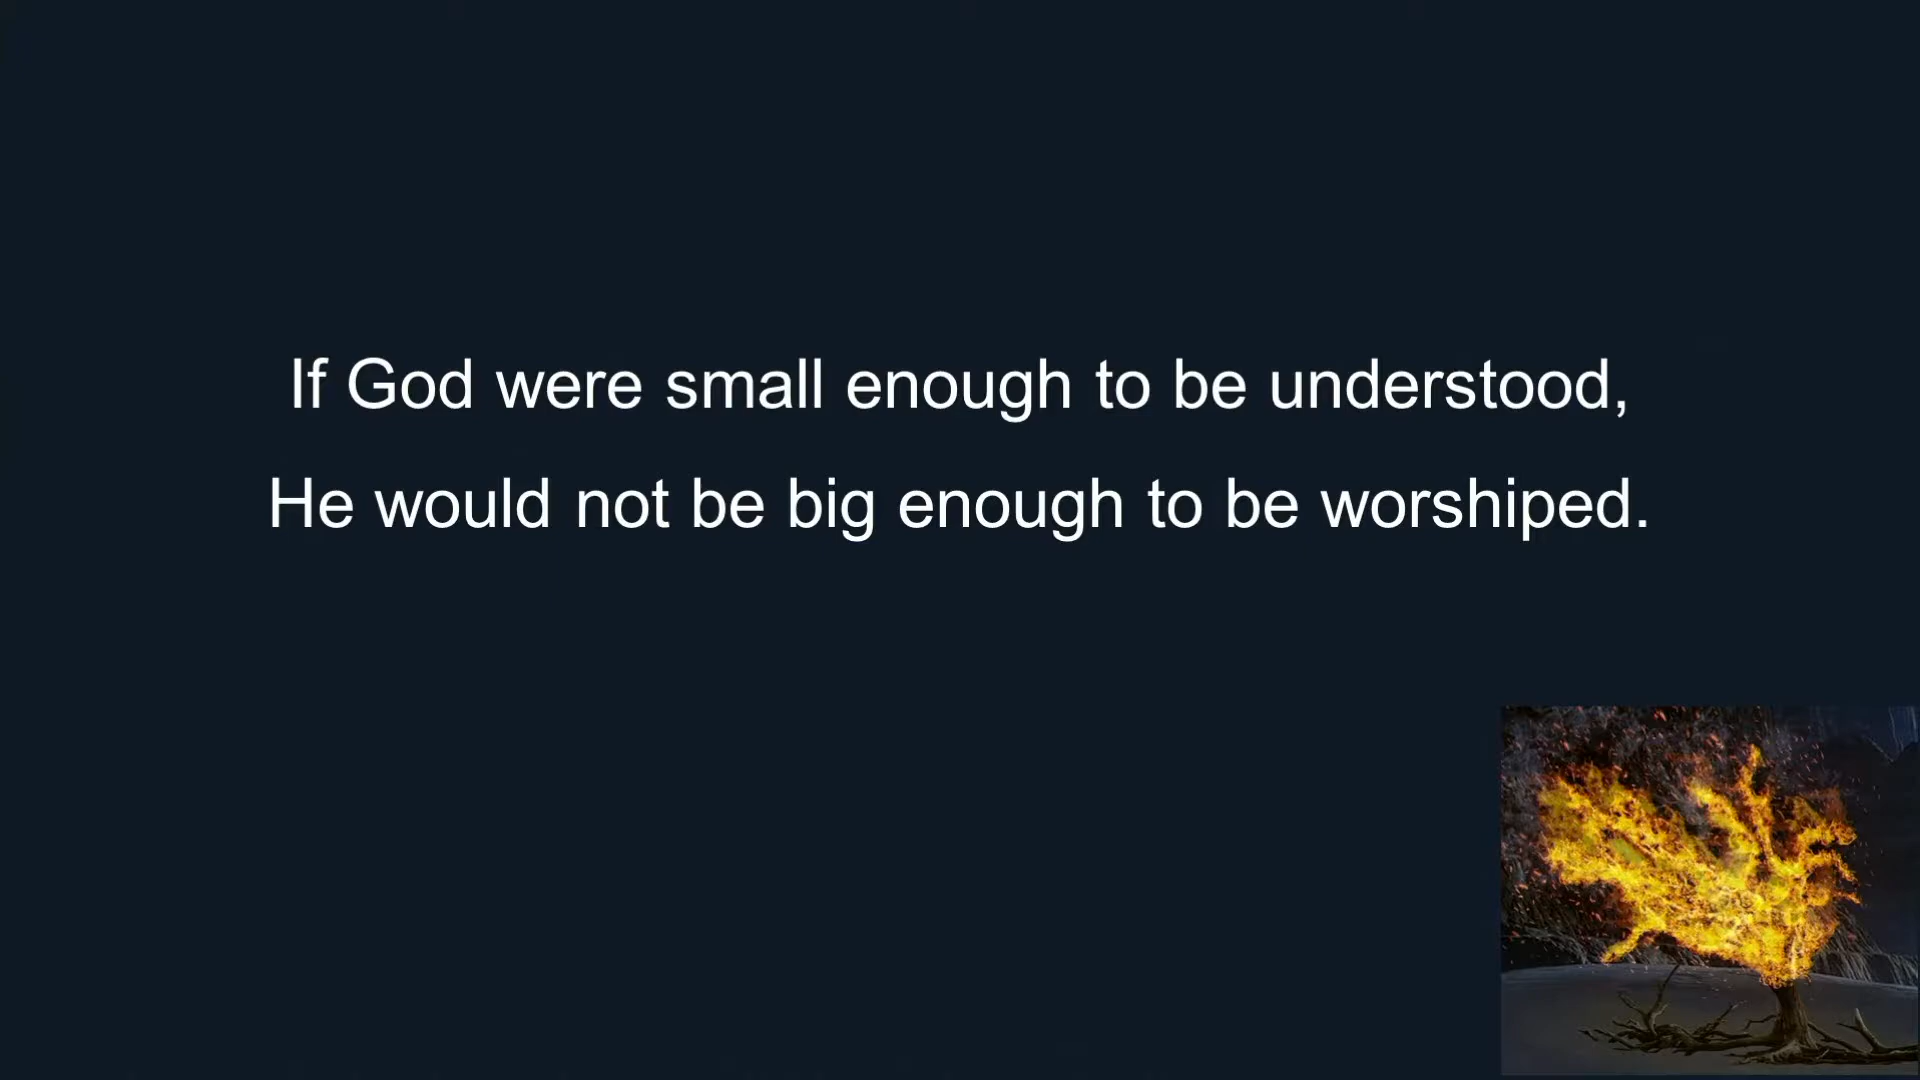 If God were small enough to be understood,
He would not be big enough to be worshiped.